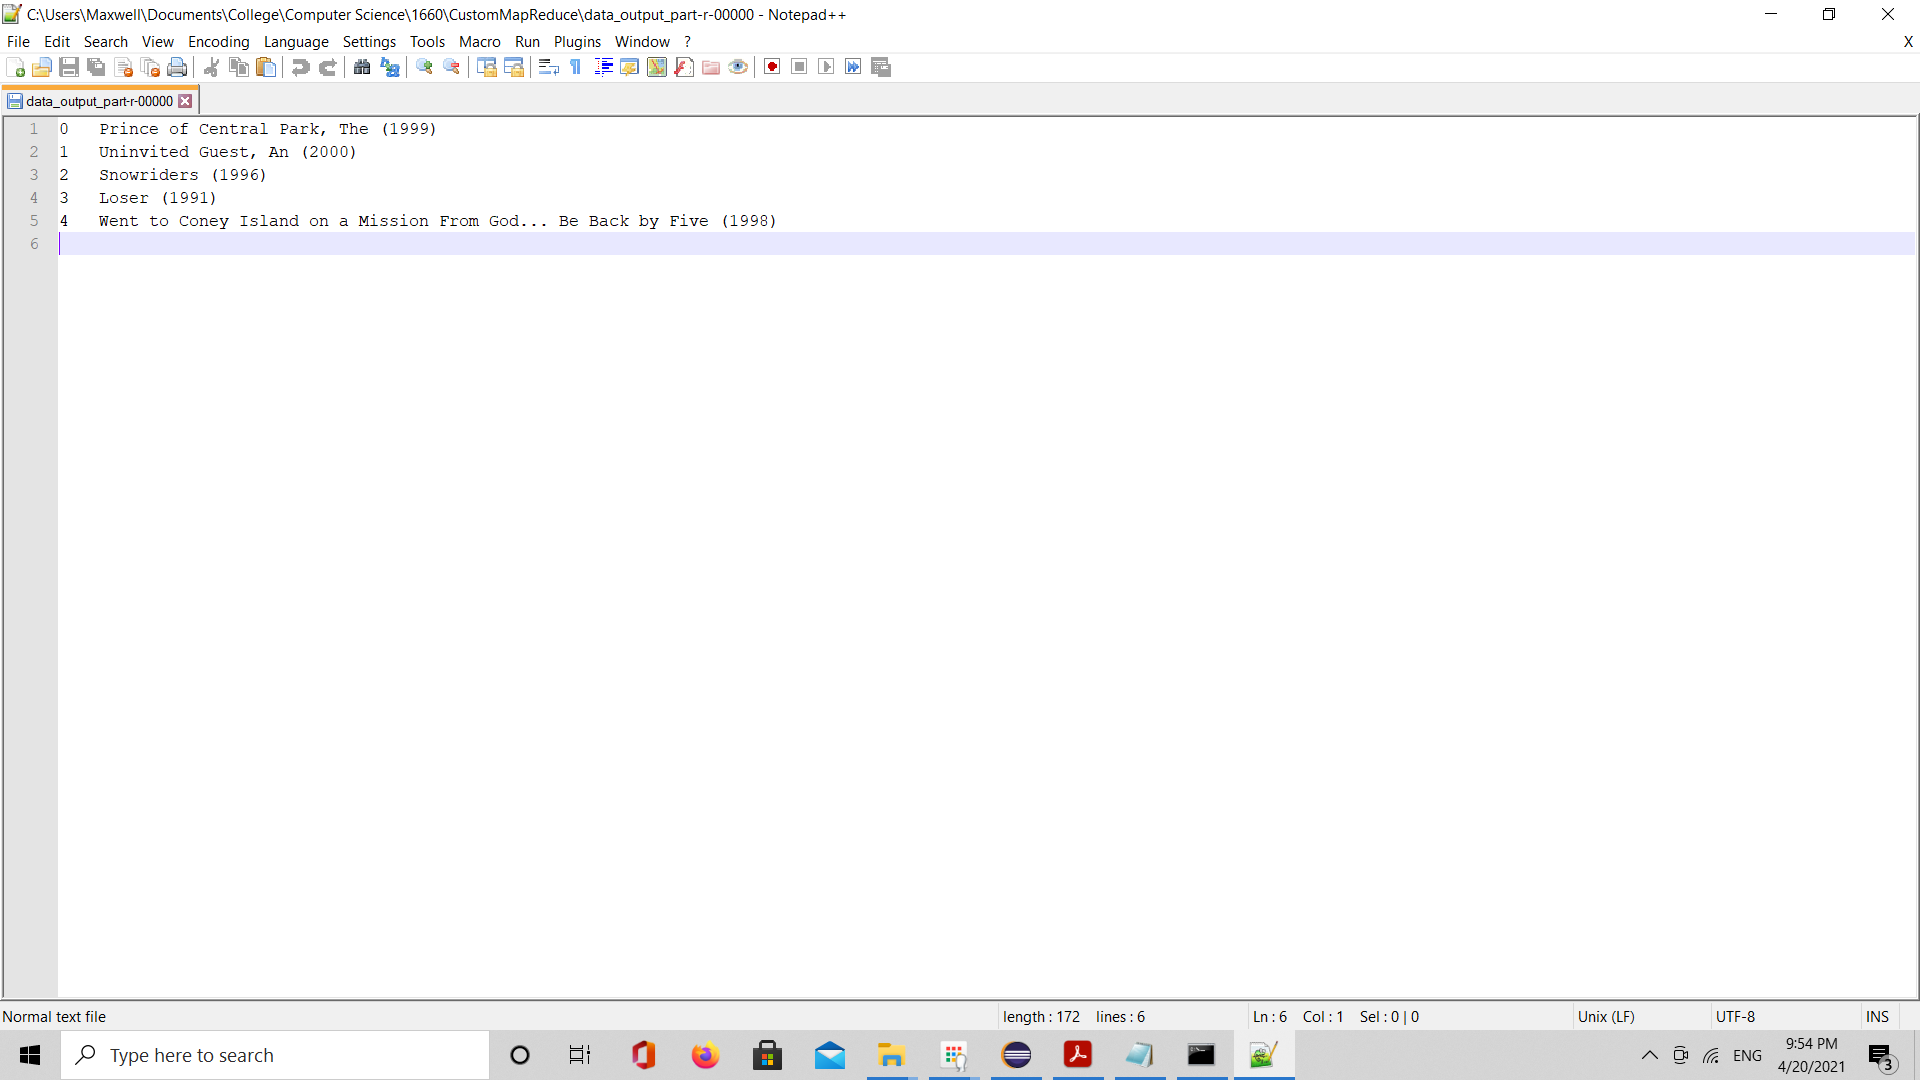 C:\Users\Maxwell\Documents\College\Computer Science\1660\CustomMapReduce\data_output_part-r-00000 - Notepad++
File Edit Search View Encoding Language Settings Tools Macro Run Plugins Window ? X
data_output_part-r-00000
1 0 Prince of Central Park, The (1999)
2 1 Uninvited Guest, An (2000)
3 2 Snowriders (1996)
4 3 Loser (1991)
5 4 Went to Coney Island on a Mission From God... Be Back by Five (1998)
6
Normal text file length : 172 lines : 6 Ln : 6 Col : 1 Sel : 0 | 0 Unix (LF) UTF-8 INS
Type here to search ENG 9:54 PM
4/20/2021 3